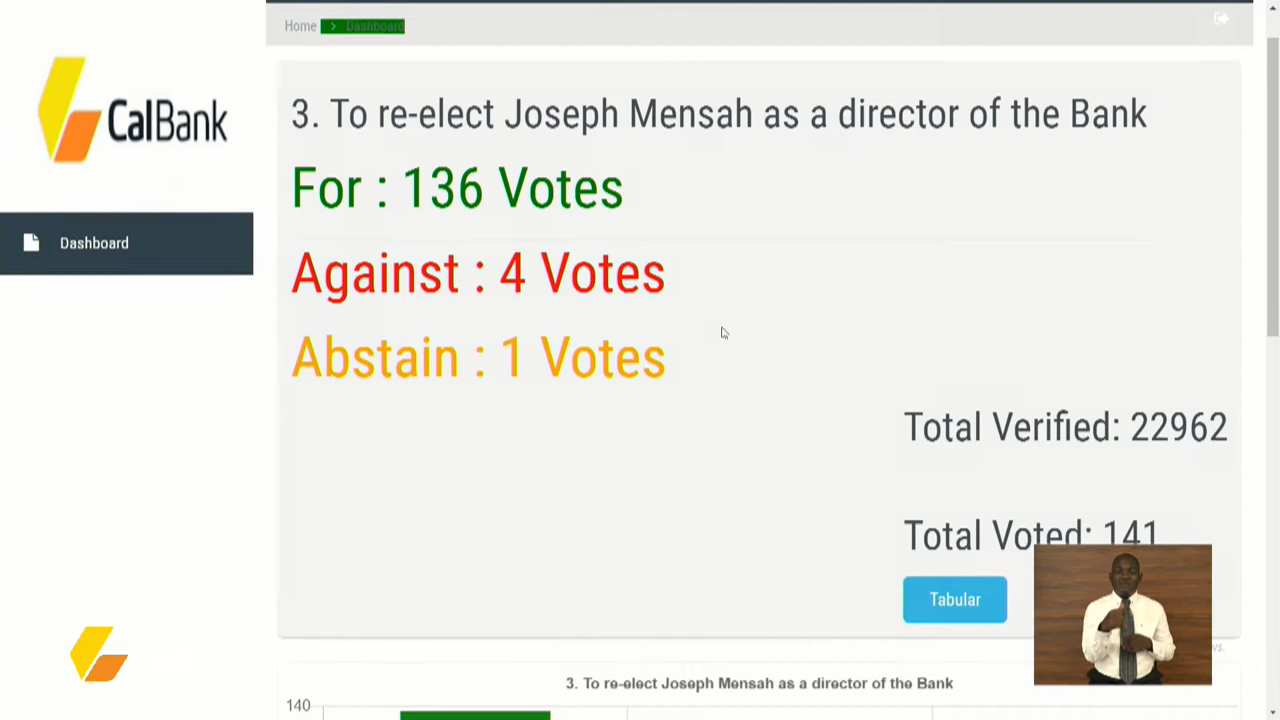 Home > Dashboard
CalBank
Dashboard
3. To re-elect Joseph Mensah as a director of the Bank
For : 136 Votes
Against : 4 Votes
Abstain : 1 Votes
Total Verified: 22962
Total Voted: 141
Tabular
3. To re-elect Joseph Mensah as a director of the Bank
140